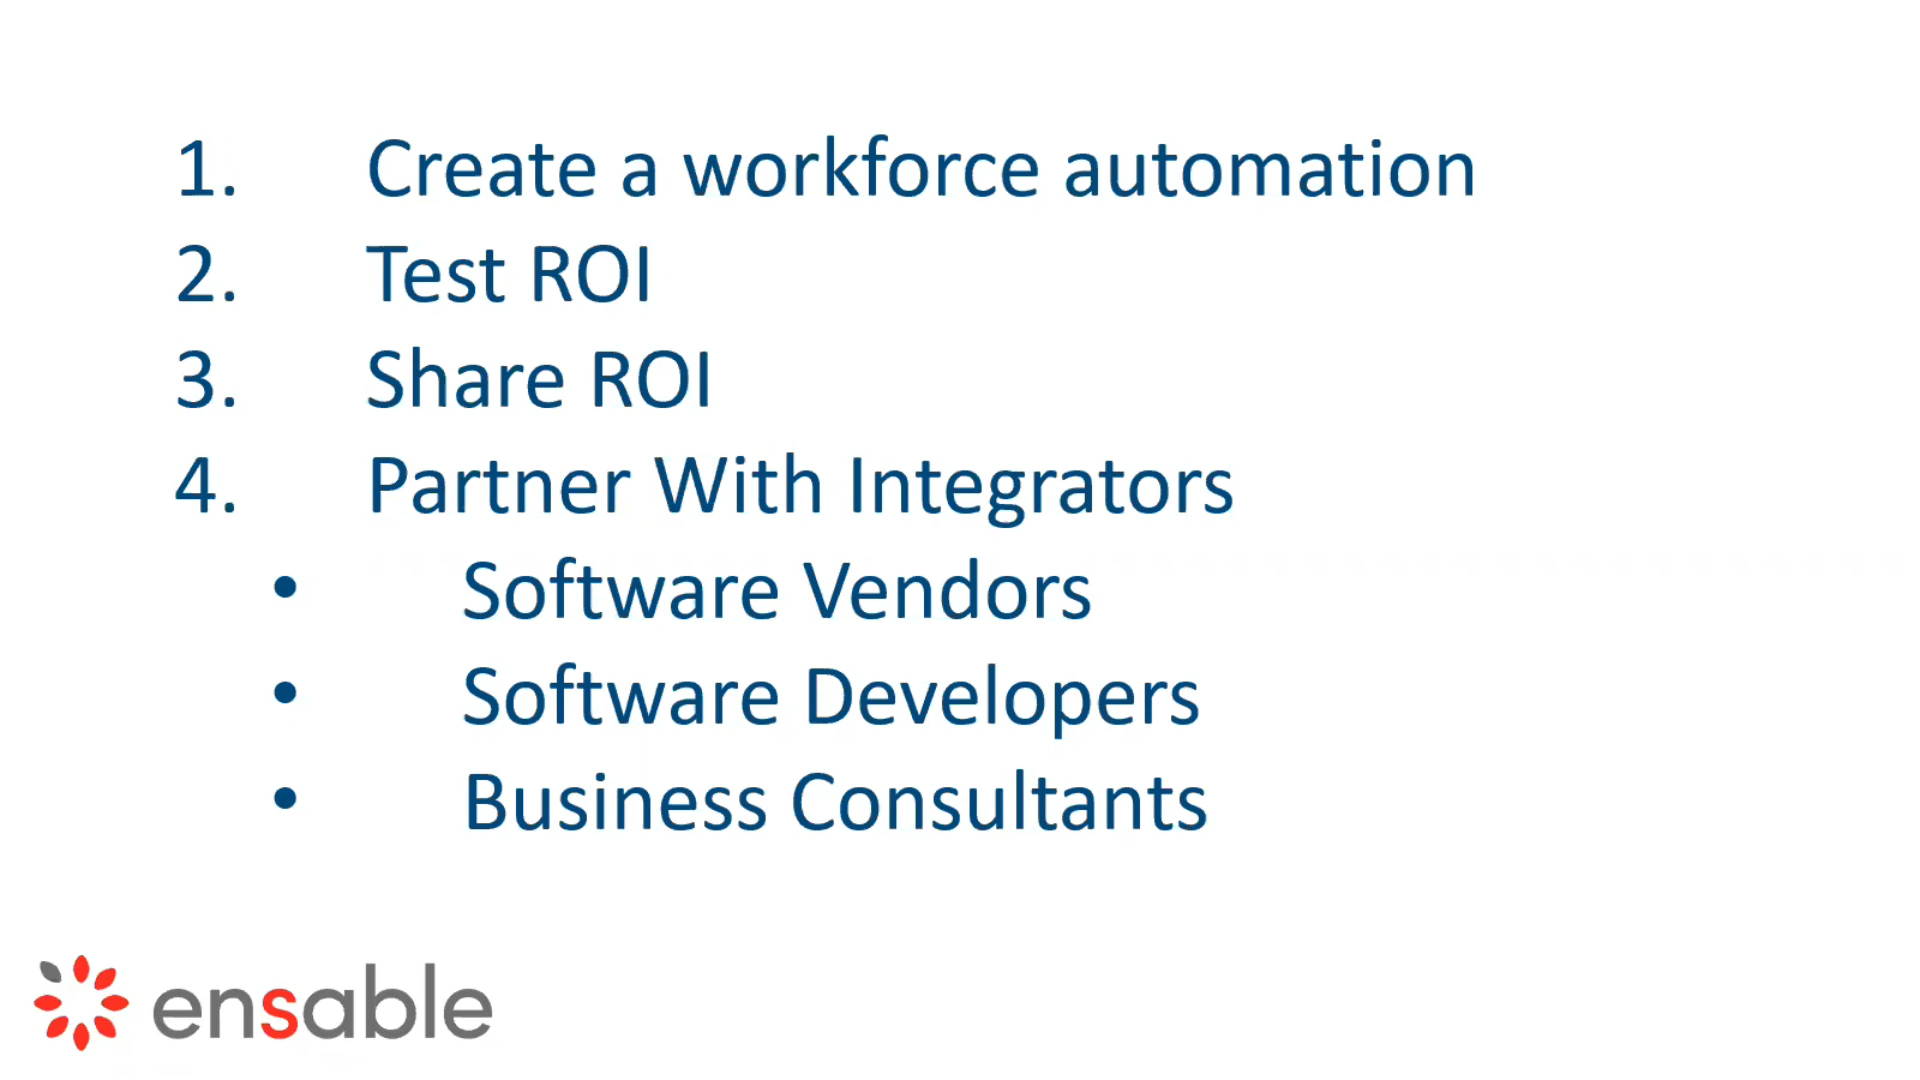 1. Create a workforce automation
2. Test ROI
3. Share ROI
4. Partner With Integrators
• Software Vendors
• Software Developers
• Business Consultants
ensable